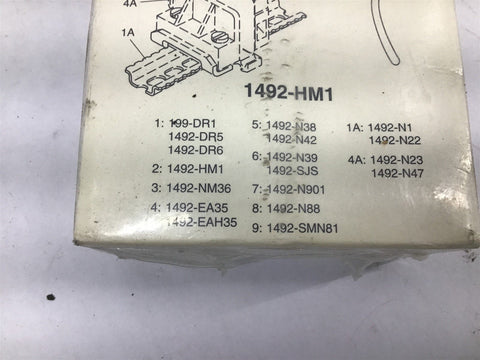 4A
1A
1492-HM1
1: 199-DR1
1492-DR5
1492-DR6
2: 1492-HM1
3: 1492-NM36
4: 1492-EA35
1492-EAH35
5: 1492-N38
1492-N42
6: 1492-N39
1492-SJS
7: 1492-N901
8: 1492-N88
9: 1492-SMN81
1A: 1492-N1
1492-N22
4A: 1492-N23
1492-N47